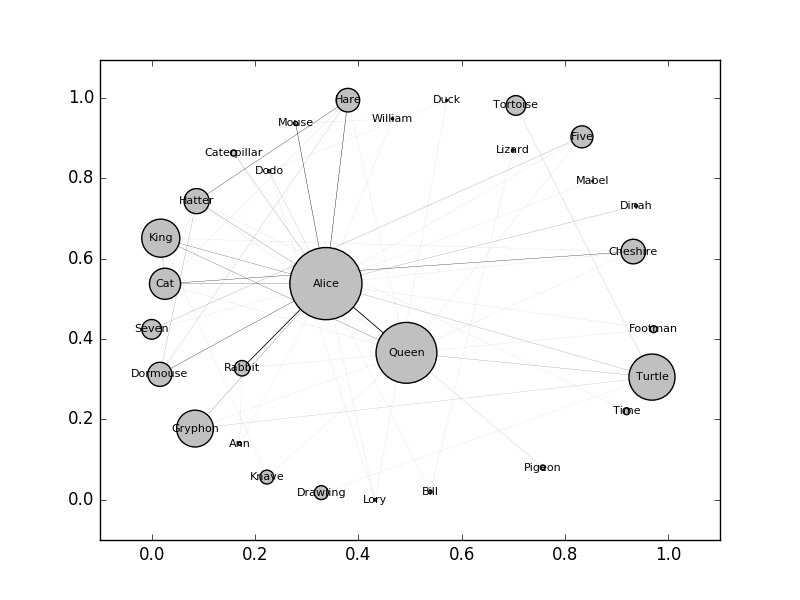 1.0
0.8
0.6
0.4
0.2
0.0
0.0
0.2
0.4
0.6
0.8
1.0
Hare
Duck
Tortoise
Mouse
William
Five
Caterpillar
Lizard
Dodo
Mabel
Hatter
Dinah
King
Cheshire
Cat
Alice
Seven
Footman
Queen
Rabbit
Dormouse
Turtle
Time
Gryphon
Ann
Pigeon
Knave
Drawling
Lory
Bill